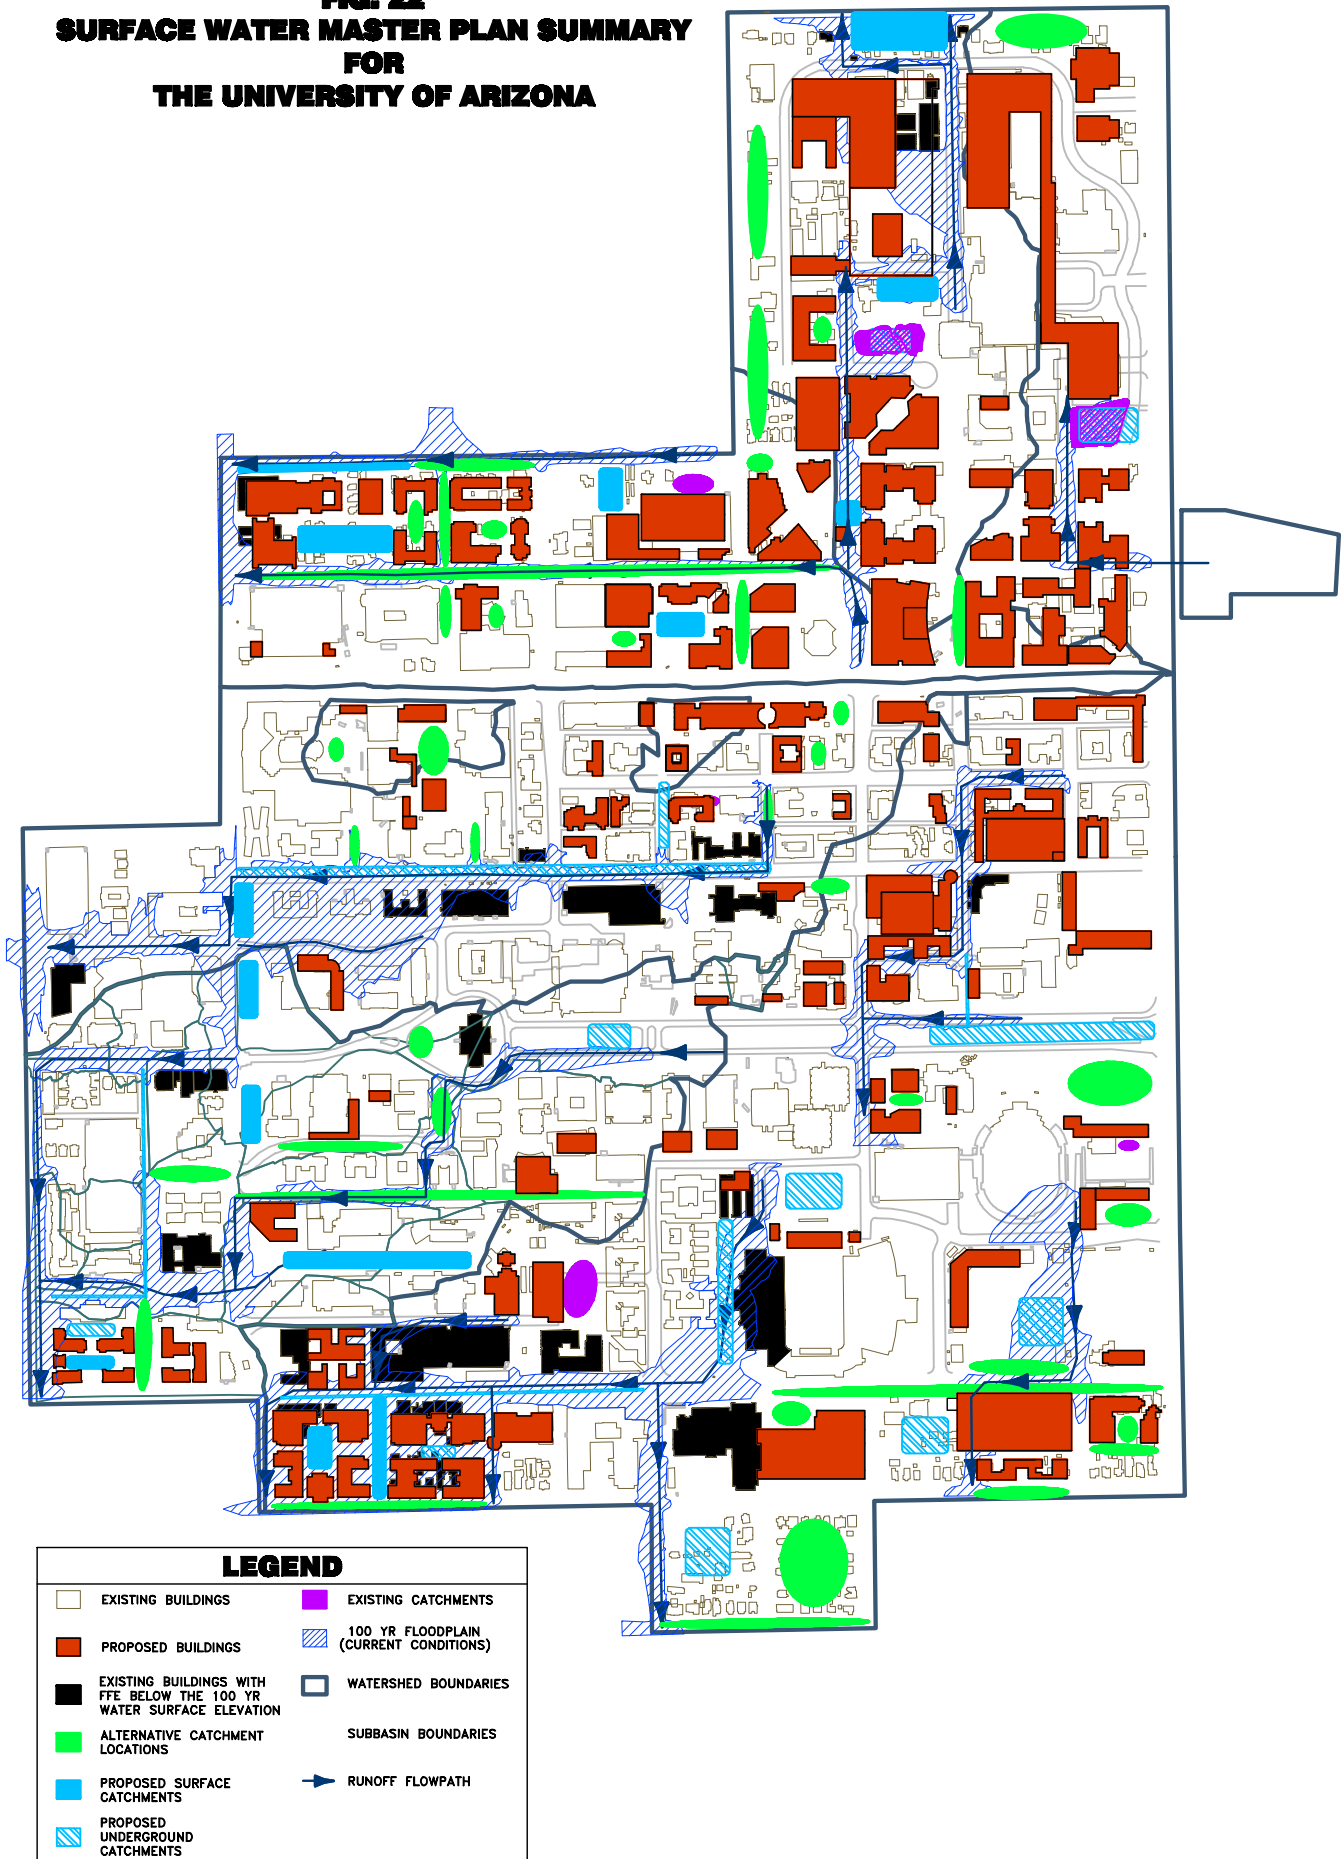 FIG. 22
SURFACE WATER MASTER PLAN SUMMARY
FOR
THE UNIVERSITY OF ARIZONA
LEGEND
EXISTING BUILDINGS
PROPOSED BUILDINGS
EXISTING BUILDINGS WITH
FFE BELOW THE 100 YR
WATER SURFACE ELEVATION
ALTERNATIVE CATCHMENT
LOCATIONS
PROPOSED SURFACE
CATCHMENTS
PROPOSED
UNDERGROUND
CATCHMENTS
EXISTING CATCHMENTS
100 YR FLOODPLAIN
(CURRENT CONDITIONS)
WATERSHED BOUNDARIES
SUBBASIN BOUNDARIES
RUNOFF FLOWPATH